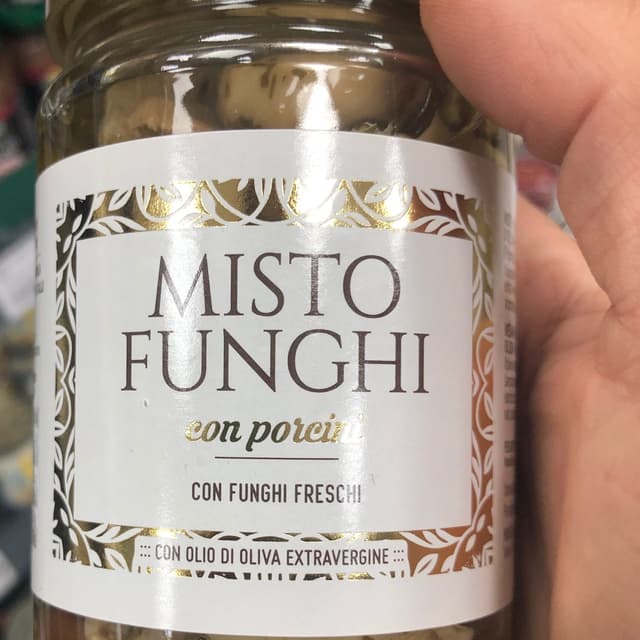 MISTO
FUNGHI
con porcini
CON FUNGHI FRESCHI
::: CON OLIO DI OLIVA EXTRAVERGINE :::